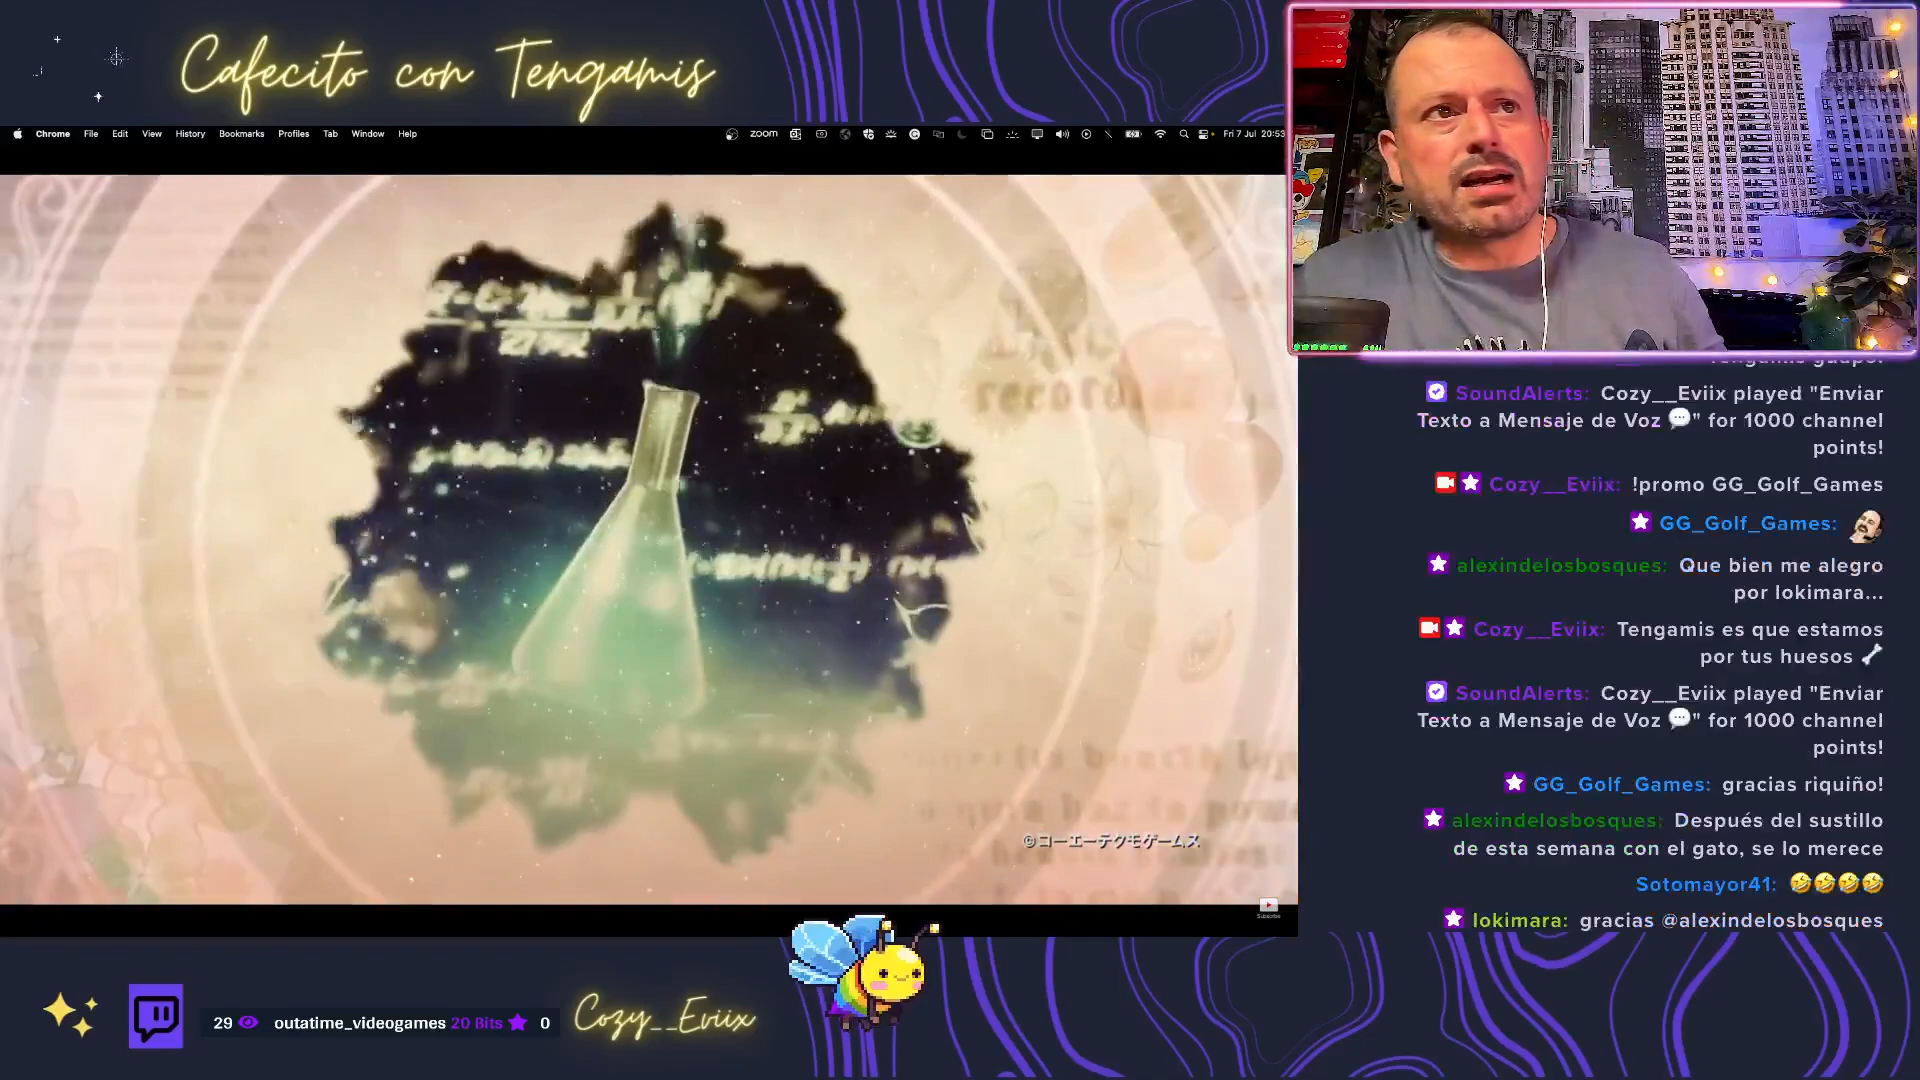 Cafecito con Tengamis
Chrome File Edit View History Bookmarks Profiles Tab Window Help
zoom
Fri 7 Jul 20:53
record
©コーエーテクモゲームス
Subscribe
SoundAlerts: Cozy__Eviix played "Enviar
Texto a Mensaje de Voz 💬" for 1000 channel
points!
Cozy__Eviix: !promo GG_Golf_Games
GG_Golf_Games:
alexindelosbosques: Que bien me alegro
por lokimara...
Cozy__Eviix: Tengamis es que estamos
por tus huesos 🦴
SoundAlerts: Cozy__Eviix played "Enviar
Texto a Mensaje de Voz 💬" for 1000 channel
points!
GG_Golf_Games: gracias riquiño!
alexindelosbosques: Después del sustillo
de esta semana con el gato, se lo merece
Sotomayor41: 🤣🤣🤣🤣
lokimara: gracias @alexindelosbosques
29 outatime_videogames 20 Bits 0
Cozy__Eviix